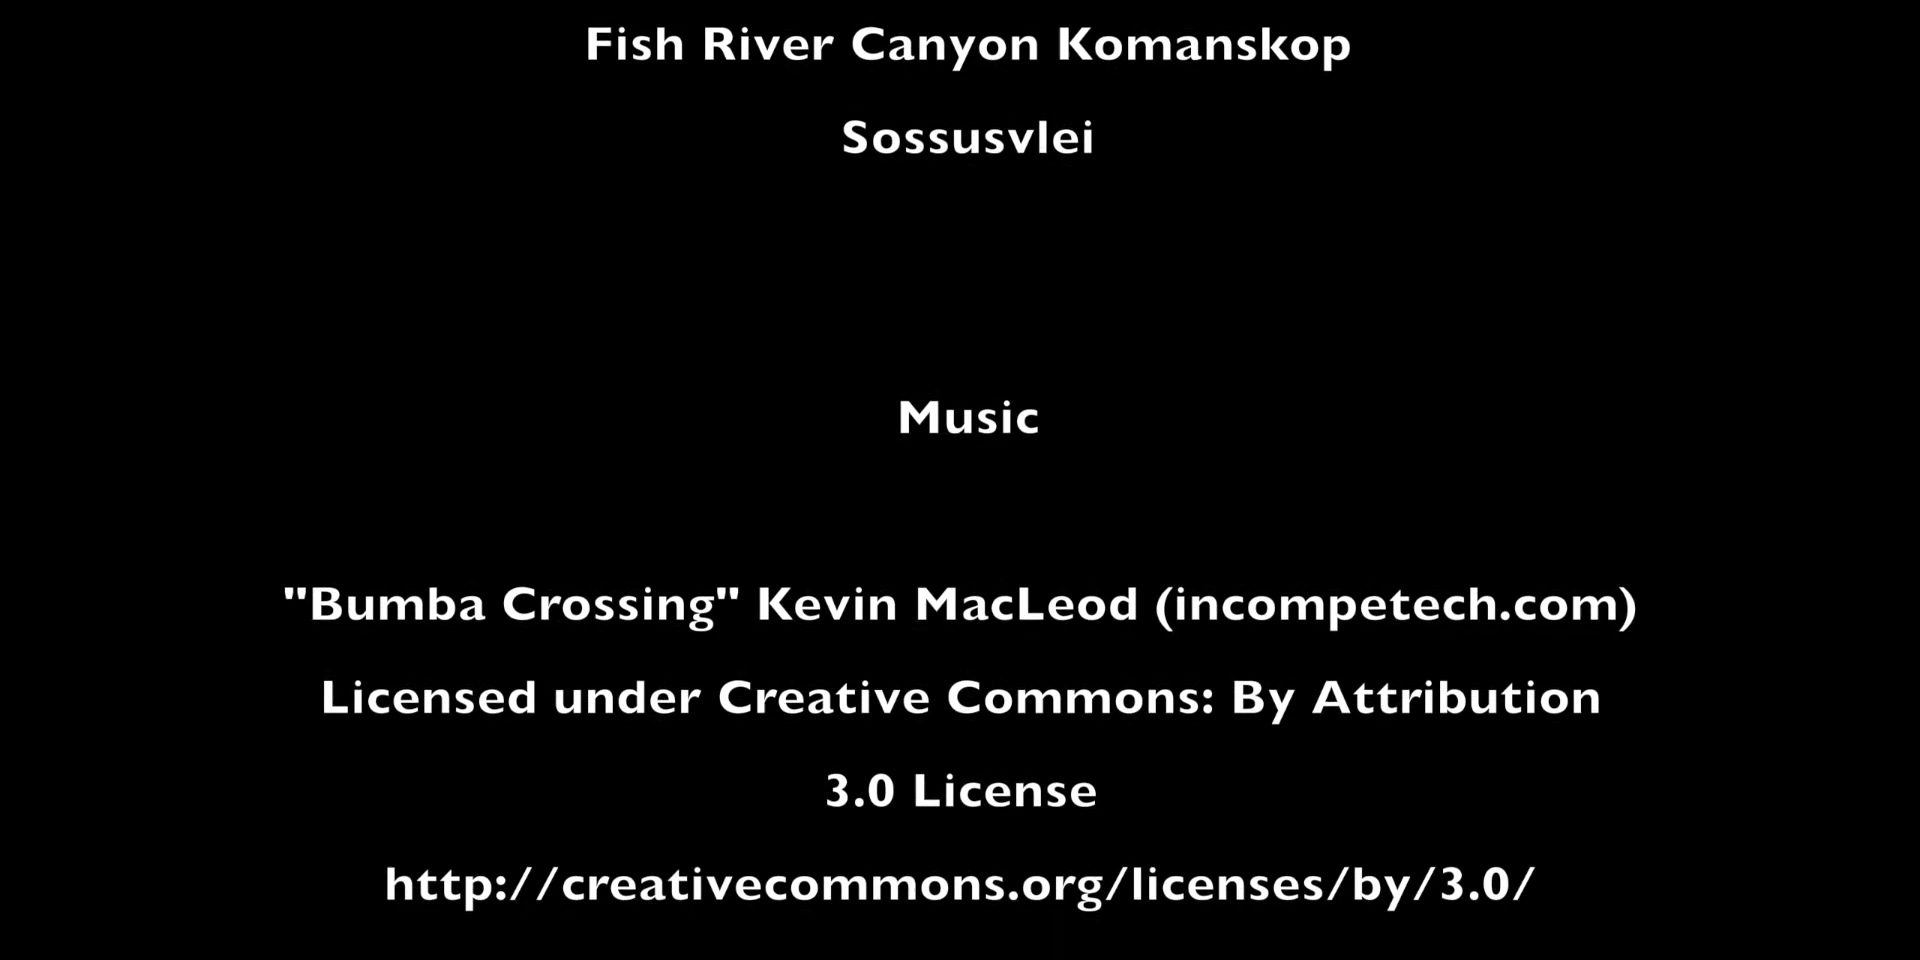 Fish River Canyon Komanskop
Sossusvlei
Music
"Bumba Crossing" Kevin MacLeod (incompetech.com)
Licensed under Creative Commons: By Attribution
3.0 License
http://creativecommons.org/licenses/by/3.0/